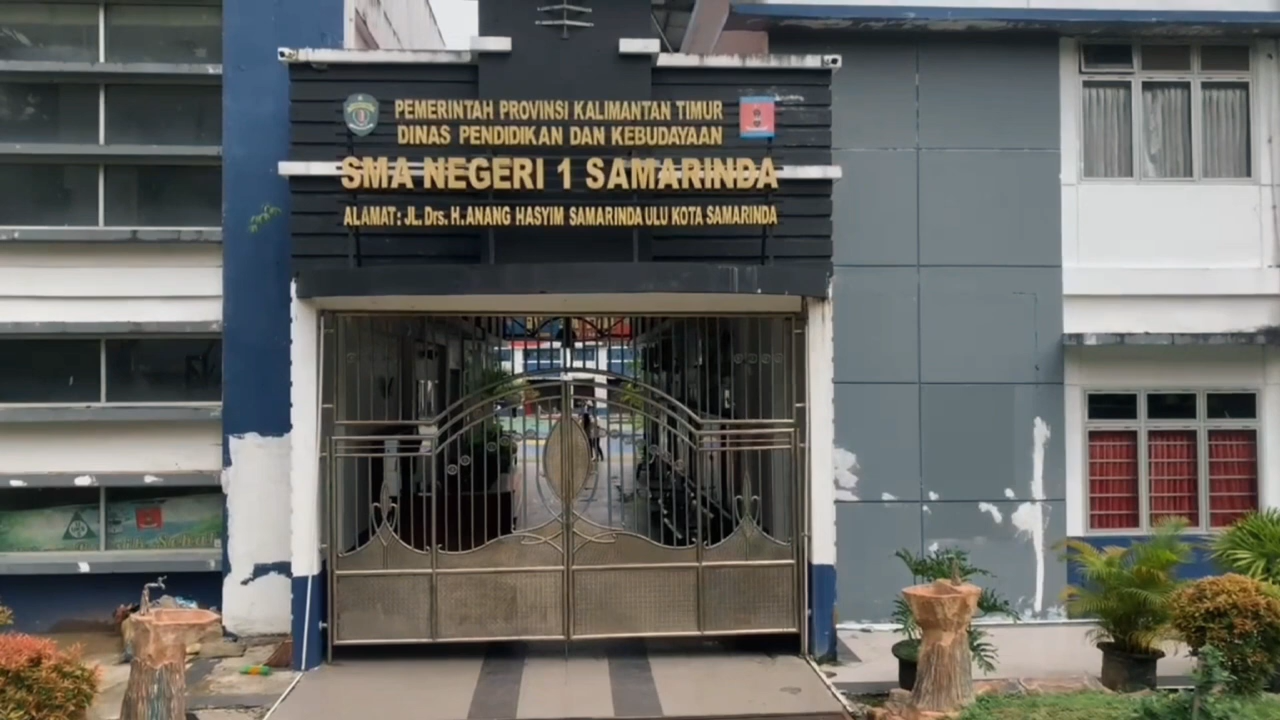 PEMERINTAH PROVINSI KALIMANTAN TIMUR
DINAS PENDIDIKAN DAN KEBUDAYAAN
SMA NEGERI 1 SAMARINDA
ALAMAT : JL. Drs. H. ANANG HASYIM SAMARINDA ULU KOTA SAMARINDA